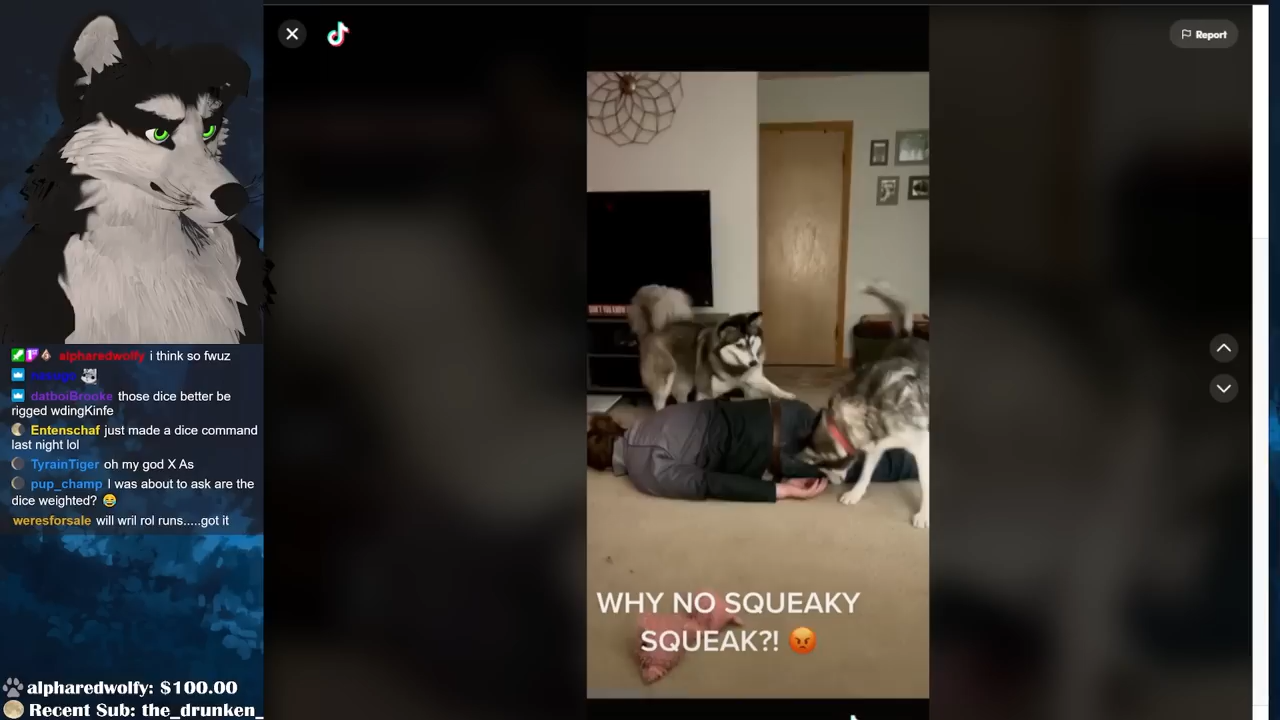 Report
WHY NO SQUEAKY
SQUEAK?! 😡
alpharedwolfy i think so fwuz
datboiBrooke those dice better be
rigged wdingKinfe
Entenschaf just made a dice command
last night lol
TyrainTiger oh my god X As
pup_champ I was about to ask are the
dice weighted? 😅
weresforsale will wril rol runs.....got it
alpharedwolfy: $100.00
Recent Sub: the_drunken_